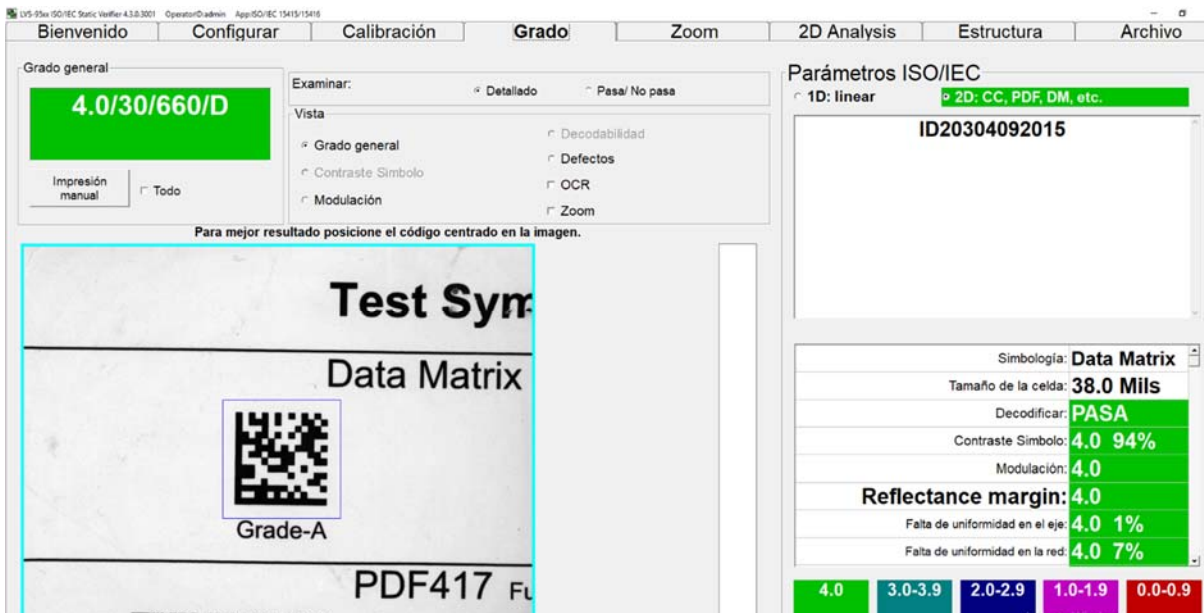 LVS-95xx ISO/IEC Static Verifier 4.3.0.3001 OperatorID:admin App:ISO/IEC 15415/15416
Bienvenido Configurar Calibración Grado Zoom 2D Analysis Estructura Archivo
Grado general
4.0/30/660/D
Impresión manual
Todo
Examinar:
Detallado
Pasa/ No pasa
Vista
Grado general
Contraste Simbolo
Modulación
Decodabilidad
Defectos
OCR
Zoom
Para mejor resultado posicione el código centrado en la imagen.
Test Sym
Data Matrix
Grade-A
PDF417
Parámetros ISO/IEC
1D: linear
2D: CC, PDF, DM, etc.
ID20304092015
Simbología: Data Matrix
Tamaño de la celda: 38.0 Mils
Decodificar: PASA
Contraste Simbolo: 4.0 94%
Modulación: 4.0
Reflectance margin: 4.0
Falta de uniformidad en el eje: 4.0 1%
Falta de uniformidad en la red: 4.0 7%
4.0 3.0-3.9 2.0-2.9 1.0-1.9 0.0-0.9